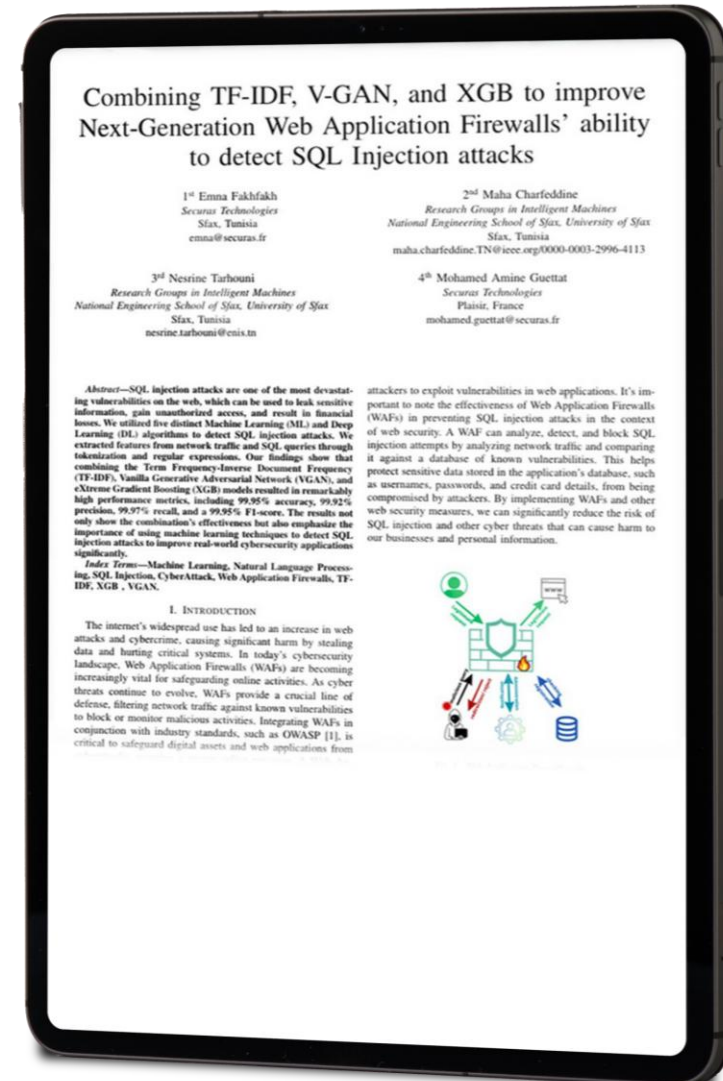 Combining TF-IDF, V-GAN, and XGB to improve
Next-Generation Web Application Firewalls' ability
to detect SQL Injection attacks
1st Emna Fakhfakh
Securas Technologies
Sfax, Tunisia
emna@securas.fr
2nd Maha Charfeddine
Research Groups in Intelligent Machines
National Engineering School of Sfax, University of Sfax
Sfax, Tunisia
maha.charfeddine.TN@ieee.org/0000-0003-2996-4113
3rd Nesrine Tarhouni
Research Groups in Intelligent Machines
National Engineering School of Sfax, University of Sfax
Sfax, Tunisia
nesrine.tarhouni@enis.tn
4th Mohamed Amine Guettat
Securas Technologies
Plaisir, France
mohamed.guettat@securas.fr
Abstract—SQL injection attacks are one of the most devastat-
ing vulnerabilities on the web, which can be used to leak sensitive
information, gain unauthorized access, and result in financial
losses. We utilized five distinct Machine Learning (ML) and Deep
Learning (DL) algorithms to detect SQL injection attacks. We
extracted features from network traffic and SQL queries through
tokenization and regular expressions. Our findings show that
combining the Term Frequency-Inverse Document Frequency
(TF-IDF), Vanilla Generative Adversarial Network (VGAN), and
eXtreme Gradient Boosting (XGB) models resulted in remarkably
high performance metrics, including 99.95% accuracy, 99.92%
precision, 99.97% recall, and a 99.95% F1-score. The results not
only show the combination's effectiveness but also emphasize the
importance of using machine learning techniques to detect SQL
injection attacks to improve real-world cybersecurity applications
significantly.
Index Terms—Machine Learning, Natural Language Process-
ing, SQL Injection, CyberAttack, Web Application Firewalls, TF-
IDF, XGB , VGAN.
I. INTRODUCTION
The internet's widespread use has led to an increase in web
attacks and cybercrime, causing significant harm by stealing
data and hurting critical systems. In today's cybersecurity
landscape, Web Application Firewalls (WAFs) are becoming
increasingly vital for safeguarding online activities. As cyber
threats continue to evolve, WAFs provide a crucial line of
defense, filtering network traffic against known vulnerabilities
to block or monitor malicious activities. Integrating WAFs in
conjunction with industry standards, such as OWASP [1], is
critical to safeguard digital assets and web applications from
attackers to exploit vulnerabilities in web applications. It's im-
portant to note the effectiveness of Web Application Firewalls
(WAFs) in preventing SQL injection attacks in the context
of web security. A WAF can analyze, detect, and block SQL
injection attempts by analyzing network traffic and comparing
it against a database of known vulnerabilities. This helps
protect sensitive data stored in the application's database, such
as usernames, passwords, and credit card details, from being
compromised by attackers. By implementing WAFs and other
web security measures, we can significantly reduce the risk of
SQL injection and other cyber threats that can cause harm to
our businesses and personal information.
www